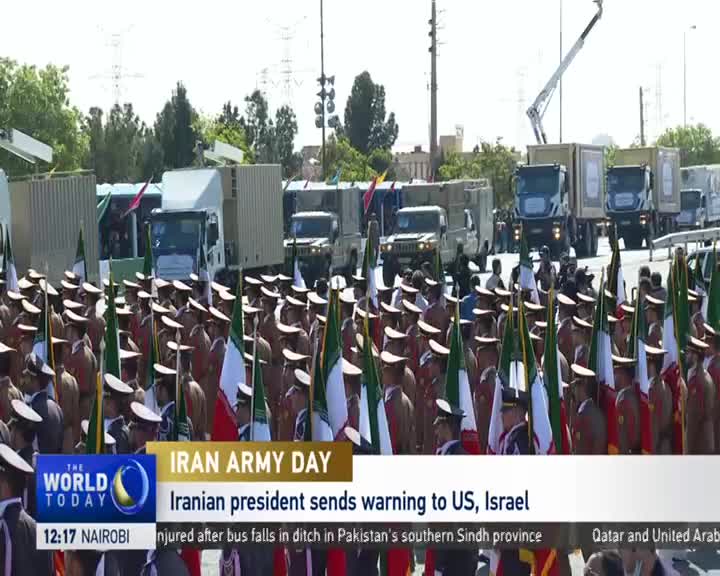 IRAN ARMY DAY
THE
WORLD
TODAY
Iranian president sends warning to US, Israel
12:17 NAIROBI
injured after bus falls in ditch in Pakistan's southern Sindh province Qatar and United Arab